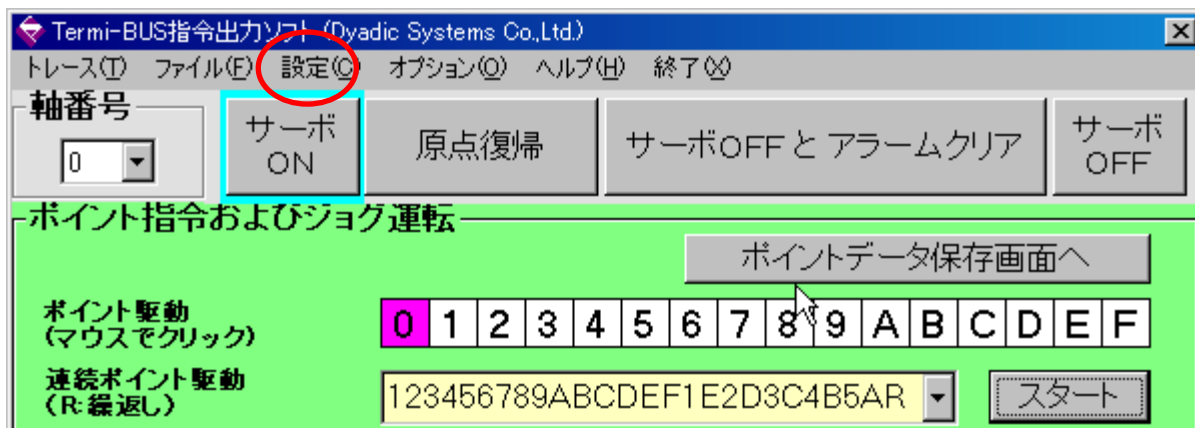 Termi-BUS指令出力ソフト (Dyadic Systems Co.,Ltd.)
トレース(T) ファイル(F) 設定(C) オプション(O) ヘルプ(H) 終了(X)
軸番号
0
サーボ
ON
原点復帰
サーボOFFと アラームクリア
サーボ
OFF
ポイント指令およびジョグ運転
ポイントデータ保存画面へ
ポイント駆動
(マウスでクリック)
0 1 2 3 4 5 6 7 8 9 A B C D E F
連続ポイント駆動
(R:繰返し)
123456789ABCDEF1E2D3C4B5AR
スタート